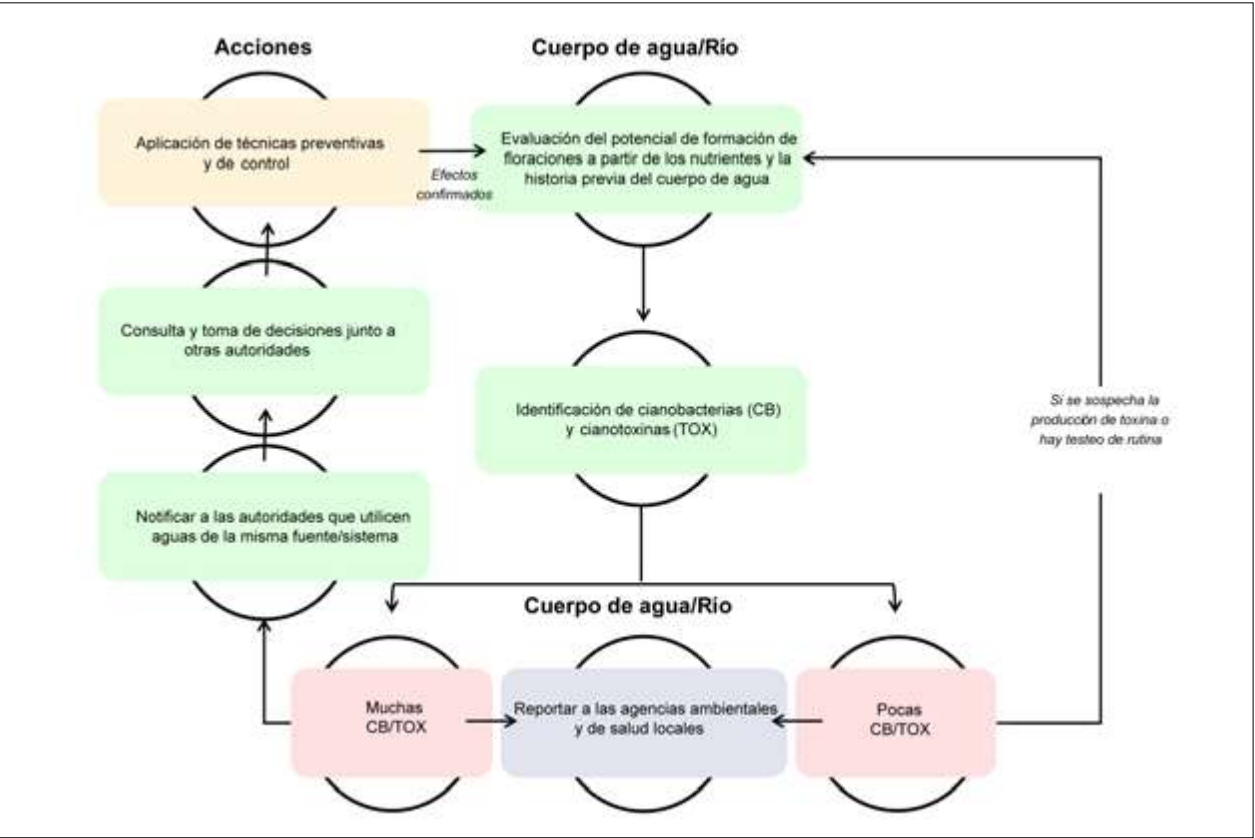 Acciones
Cuerpo de agua/Río
Aplicación de técnicas preventivas
y de control
Efectos
confirmados
Evaluación del potencial de formación de
floraciones a partir de los nutrientes y la
historia previa del cuerpo de agua
Consulta y toma de decisiones junto a
otras autoridades
Identificación de cianobacterias (CB)
y cianotoxinas (TOX)
Si se sospecha la
producción de toxina o
hay testeo de rutina
Notificar a las autoridades que utilicen
aguas de la misma fuente/sistema
Cuerpo de agua/Río
Muchas
CB/TOX
Reportar a las agencias ambientales
y de salud locales
Pocas
CB/TOX